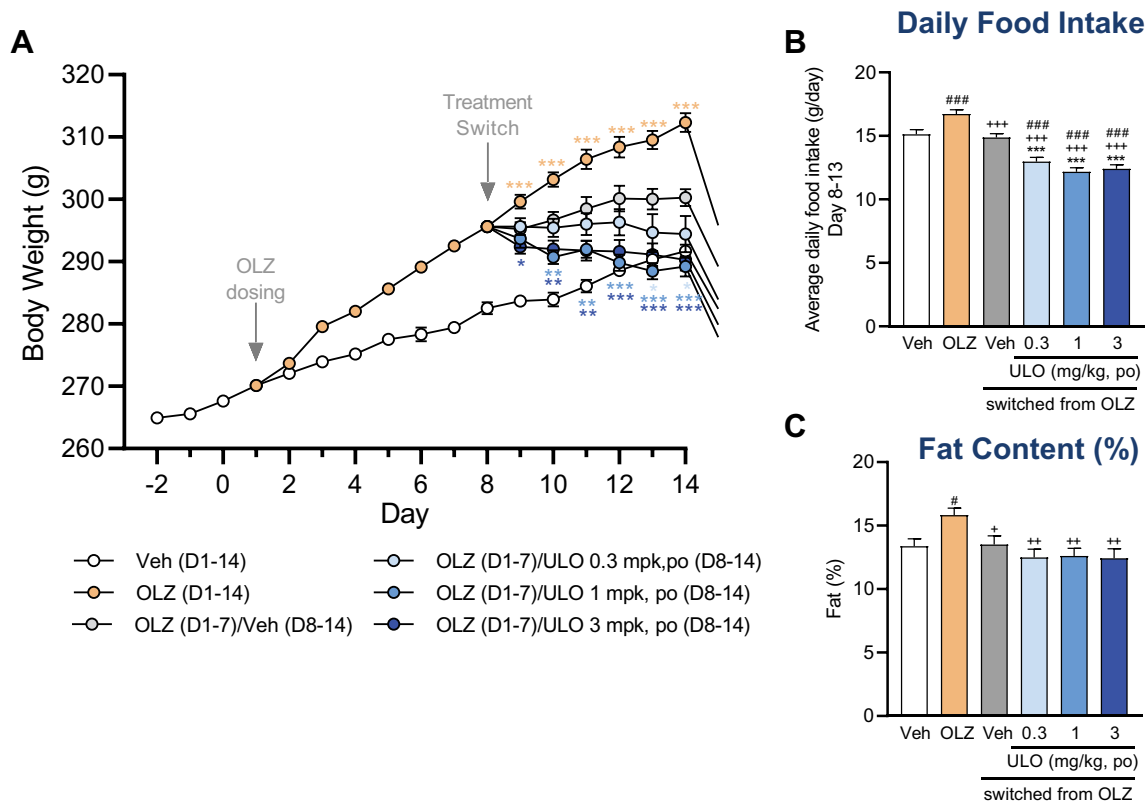 A
320
310
300
290
280
270
260
Body Weight (g)
OLZ
dosing
Treatment
Switch
***
***
***
***
***
***
*
**
**
**
**
***
***
*
***
***
*
***
***
-2 0 2 4 6 8 10 12 14
Day
Veh (D1-14)
OLZ (D1-14)
OLZ (D1-7)/Veh (D8-14)
OLZ (D1-7)/ULO 0.3 mpk,po (D8-14)
OLZ (D1-7)/ULO 1 mpk, po (D8-14)
OLZ (D1-7)/ULO 3 mpk, po (D8-14)
B
Daily Food Intake
Average daily food intake (g/day)
Day 8-13
20
15
10
5
0
###
+++
###
+++
***
###
+++
***
###
+++
***
Veh OLZ Veh 0.3 1 3
ULO (mg/kg, po)
switched from OLZ
C
Fat Content (%)
Fat (%)
20
15
10
5
0
#
+
++
++
++
Veh OLZ Veh 0.3 1 3
ULO (mg/kg, po)
switched from OLZ